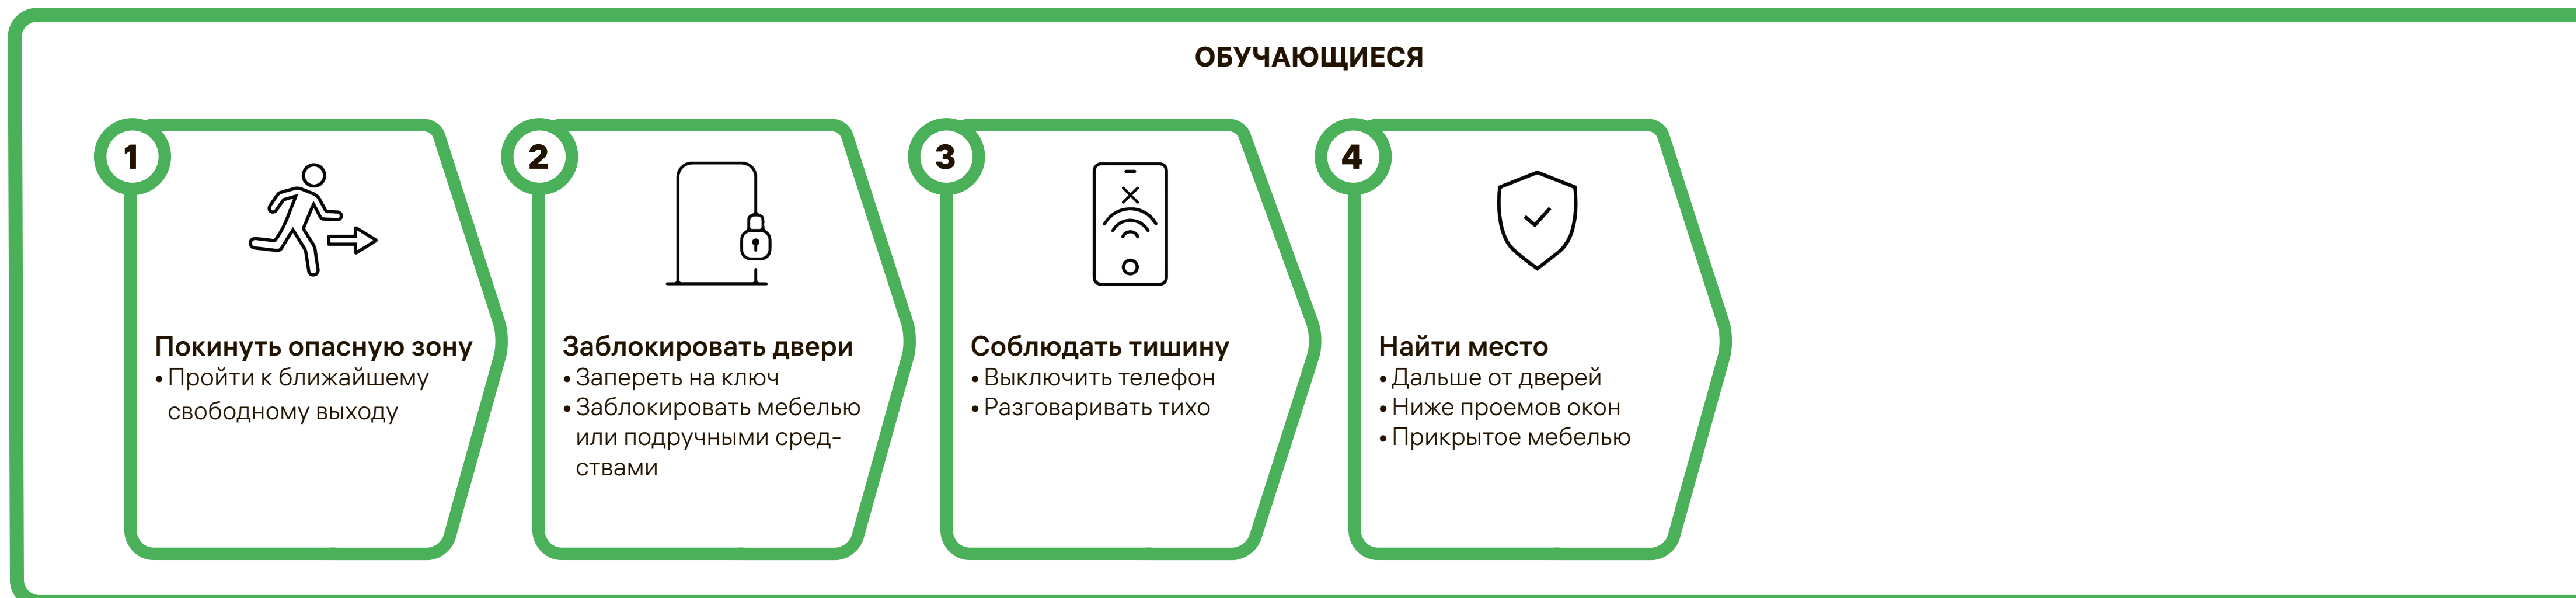 ОБУЧАЮЩИЕСЯ
1
Покинуть опасную зону
• Пройти к ближайшему
свободному выходу
2
Заблокировать двери
• Запереть на ключ
• Заблокировать мебелью
или подручными сред-
ствами
3
Соблюдать тишину
• Выключить телефон
• Разговаривать тихо
4
Найти место
• Дальше от дверей
• Ниже проемов окон
• Прикрытое мебелью